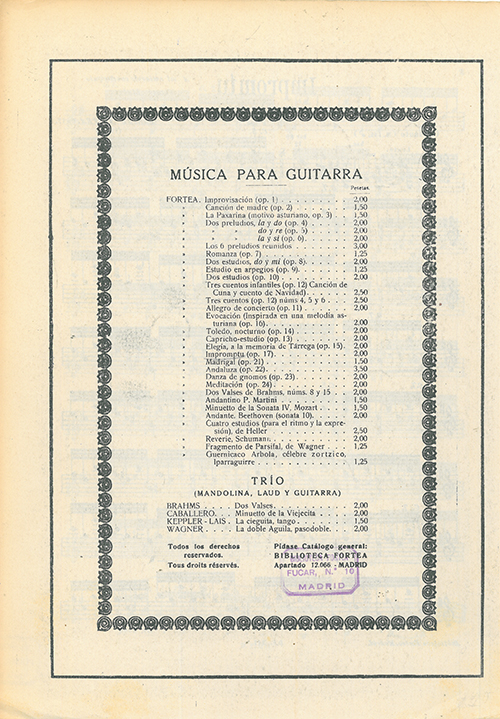 MÚSICA PARA GUITARRA
Pesetas
FORTEA. Improvisación (op. 1) . . . . . . . . . . . . 2,00
» Canción de madre (op. 2) . . . . . . . . . . 1,50
» La Paxarina (motivo asturiano, op. 3) . . . . 1,50
» Dos preludios, la y do (op. 4) . . . . . . . . 2,00
» » » do y re (op. 5) . . . . . . . 2,00
» » » la y si (op. 6) . . . . . . . 2,00
» Los 6 preludios reunidos . . . . . . . . . . 3,00
» Romanza (op. 7) . . . . . . . . . . . . . . 1,25
» Dos estudios, do y mi (op. 8) . . . . . . . . 2,00
» Estudio en arpegios (op. 9) . . . . . . . . . 1,25
» Dos estudios (op. 10) . . . . . . . . . . . . 2,00
» Tres cuentos infantiles (op. 12) Canción de
Cuna y cuento de Navidad) . . . . . . . . 2,50
» Tres cuentos (op. 12) núms 4, 5 y 6 . . . . . 2,50
» Allegro de concierto (op. 11) . . . . . . . . 2,00
» Evocación (Inspirada en una melodía as-
turiana (op. 16) . . . . . . . . . . . . . 2,00
» Toledo, nocturno (op. 14) . . . . . . . . . . 2,00
» Capricho-estudio (op. 13) . . . . . . . . . . 2,00
» Elegía, a la memoria de Tárrega (op. 15) . . 2,00
» Impromptu (op. 17) . . . . . . . . . . . . . 2,00
» Madrigal (op. 21) . . . . . . . . . . . . . . 1,50
» Andaluza (op. 22) . . . . . . . . . . . . . . 3,50
» Danza de gnomos (op. 23) . . . . . . . . . . 2,00
» Meditación (op. 24) . . . . . . . . . . . . . 2,00
» Dos Valses de Brahms, núms. 8 y 15 . . . . 2,00
» Andantino P. Martini . . . . . . . . . . . . 1,50
» Minuetto de la Sonata IV. Mozart . . . . . . 1,50
» Andante. Beethoven (sonata 10) . . . . . . . 2,00
» Cuatro estudios (para el ritmo y la expre-
sión), de Heller . . . . . . . . . . . . . 2,50
» Reverie, Schumann . . . . . . . . . . . . . 2,00
» Fragmento de Parsifal, de Wagner . . . . . 1,25
» Guernicaco Arbola, célebre zortzico,
Iparraguirre . . . . . . . . . . . . . . . 1,25
TRÍO
(MANDOLINA, LAUD Y GUITARRA)
BRAHMS . . . . Dos Valses . . . . . . . . . . 2,00
CABALLERO . . . Minuetto de la Viejecita . . . . 2,00
KEPPLER - LAIS . La cieguita, tango . . . . . . 1,50
WAGNER . . . . La doble Aguila, pasodoble . . . 2,00
Todos los derechos
reservados.
Tous droits réservés.
Pídase Catálogo general:
BIBLIOTECA FORTEA
Apartado 12.066 - MADRID
FUCAR, N.º 10
MADRID